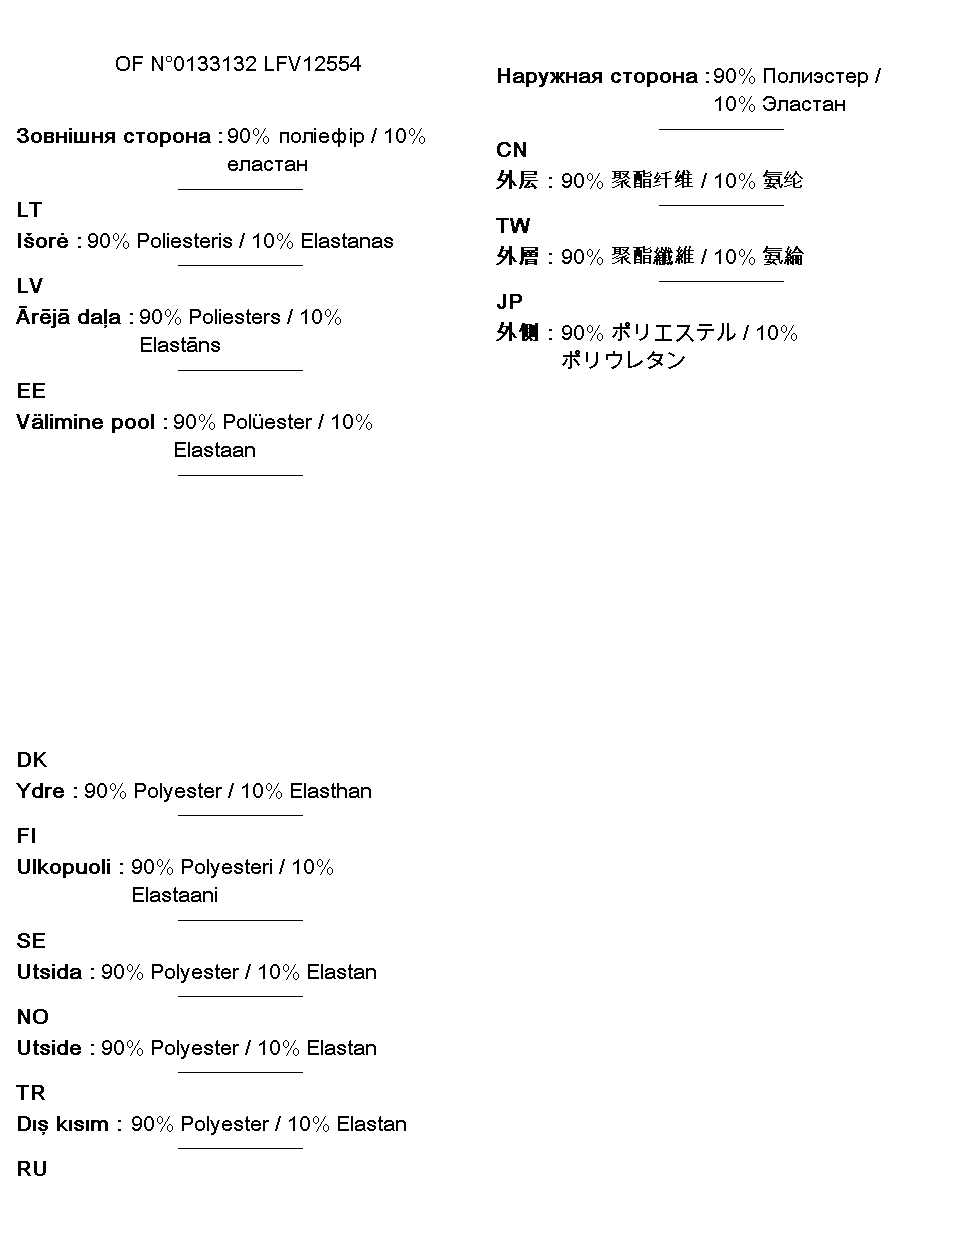 OF N°0133132 LFV12554
Зовнішня сторона : 90% поліефір / 10%
еластан
LT
Išorė : 90% Poliesteris / 10% Elastanas
LV
Ārējā daļa : 90% Poliesters / 10%
Elastāns
EE
Välimine pool : 90% Polüester / 10%
Elastaan
DK
Ydre : 90% Polyester / 10% Elasthan
FI
Ulkopuoli : 90% Polyesteri / 10%
Elastaani
SE
Utsida : 90% Polyester / 10% Elastan
NO
Utside : 90% Polyester / 10% Elastan
TR
Dış kısım : 90% Polyester / 10% Elastan
RU
Наружная сторона : 90% Полиэстер /
10% Эластан
CN
外层 : 90% 聚酯纤维 / 10% 氨纶
TW
外層 : 90% 聚酯纖維 / 10% 氨綸
JP
外側 : 90% ポリエステル / 10%
ポリウレタン